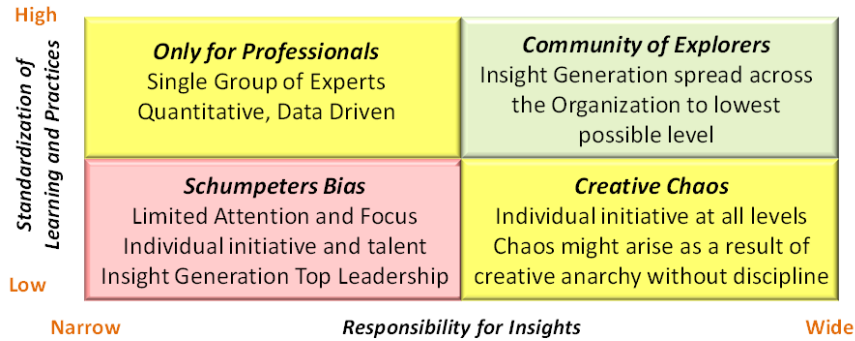 High
Standardization of
Learning and Practices
Only for Professionals
Single Group of Experts
Quantitative, Data Driven
Community of Explorers
Insight Generation spread across
the Organization to lowest
possible level
Schumpeters Bias
Limited Attention and Focus
Individual initiative and talent
Insight Generation Top Leadership
Creative Chaos
Individual initiative at all levels
Chaos might arise as a result of
creative anarchy without discipline
Low
Narrow
Responsibility for Insights
Wide